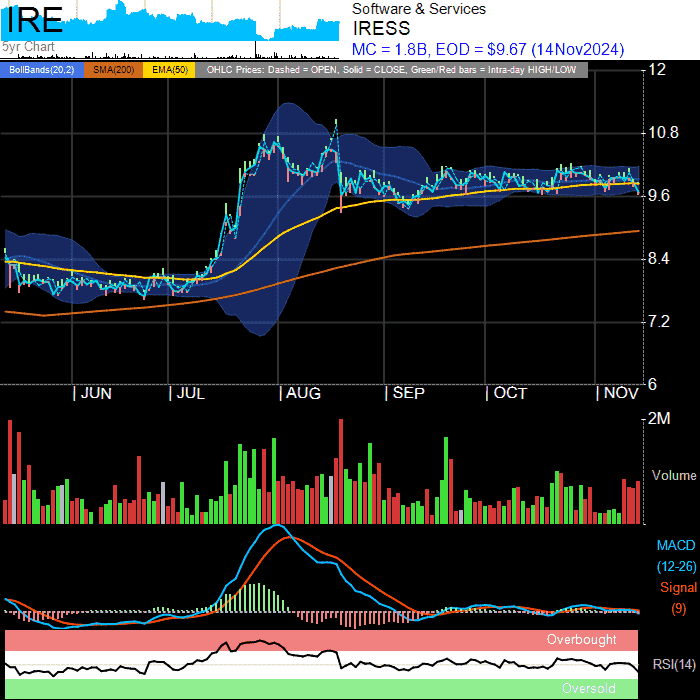 IRE
5yr Chart
Software & Services
IRESS
MC = 1.8B, EOD = $9.67 (14Nov2024)
BollBands(20,2) SMA(200) EMA(50) OHLC Prices: Dashed = OPEN, Solid = CLOSE, Green/Red bars = Intra-day HIGH/LOW
12
10.8
9.6
8.4
7.2
6
JUN JUL AUG SEP OCT NOV
2M
Volume
MACD
(12-26)
Signal
(9)
Overbought
RSI(14)
Oversold